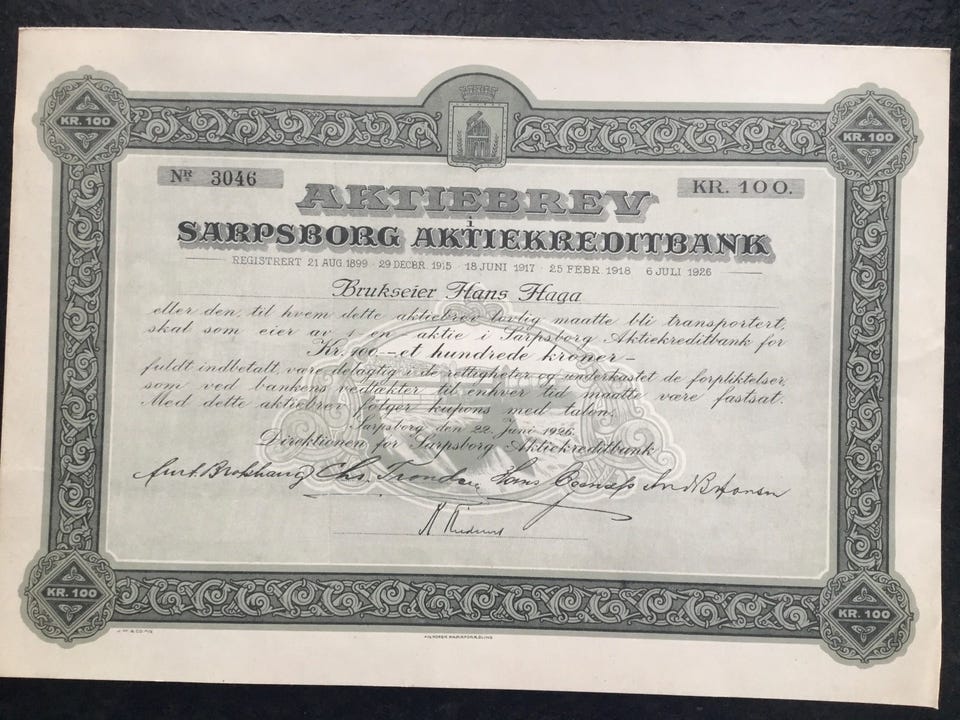 KR. 100
KR. 100
Nr 3046
KR. 100.
AKTIEBREV
i
SARPSBORG AKTIEKREDITBANK
REGISTRERT 21 AUG. 1899 · 29 DECBR. 1915 · 18 JUNI 1917 · 25 FEBR. 1918 6 JULI 1926
Brukseier Hans Haga
eller den, til hvem dette aktiebrev lovlig maatte bli transportert,
skal som eier av 1 en aktie i Sarpsborg Aktiekreditbank for
Kr. 100 — et hundrede kroner —
fuldt indbetalt, være delagtig i de rettigheter og underkastet de forpliktelser,
som ved bankens vedtækter til enhver tid maatte være fastsat.
Med dette aktiebrev følger kupons med talon.
Sarpsborg den 22. juni 1926.
Direktionen for Sarpsborg Aktiekreditbank
Chs. Trondsen Hans
KR. 100
KR. 100